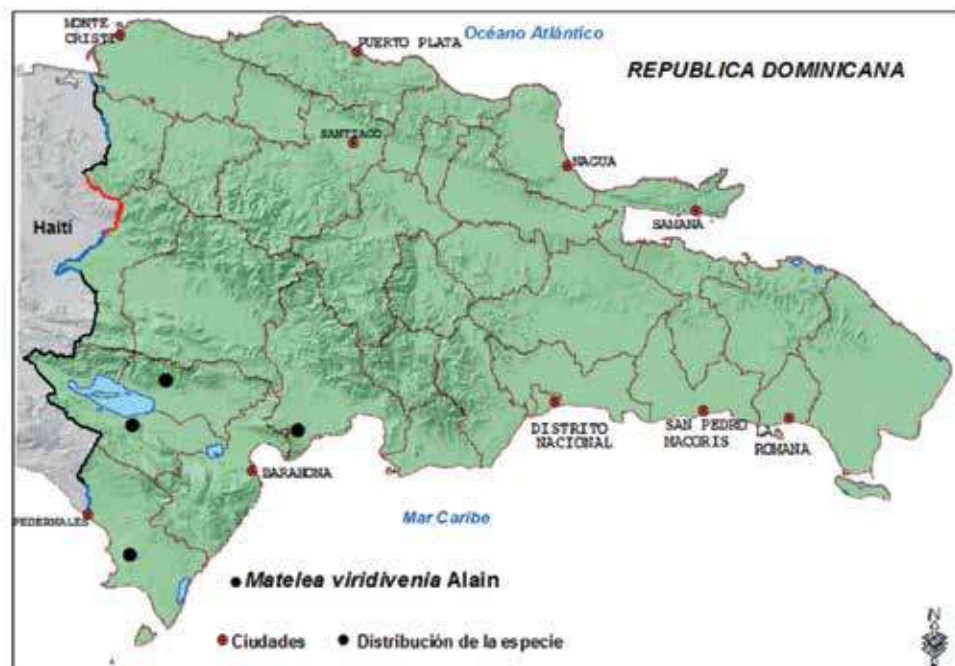 MONTE
CRISTI
PUERTO PLATA
Océano Atlántico
REPUBLICA DOMINICANA
SANTIAGO
NAGUA
SAMANA
Haití
DISTRITO
NACIONAL
SAN PEDRO
MACORIS
LA
ROMANA
BARAHONA
PEDERNALES
Mar Caribe
Matelea viridivenia Alain
Ciudades
Distribución de la especie
N